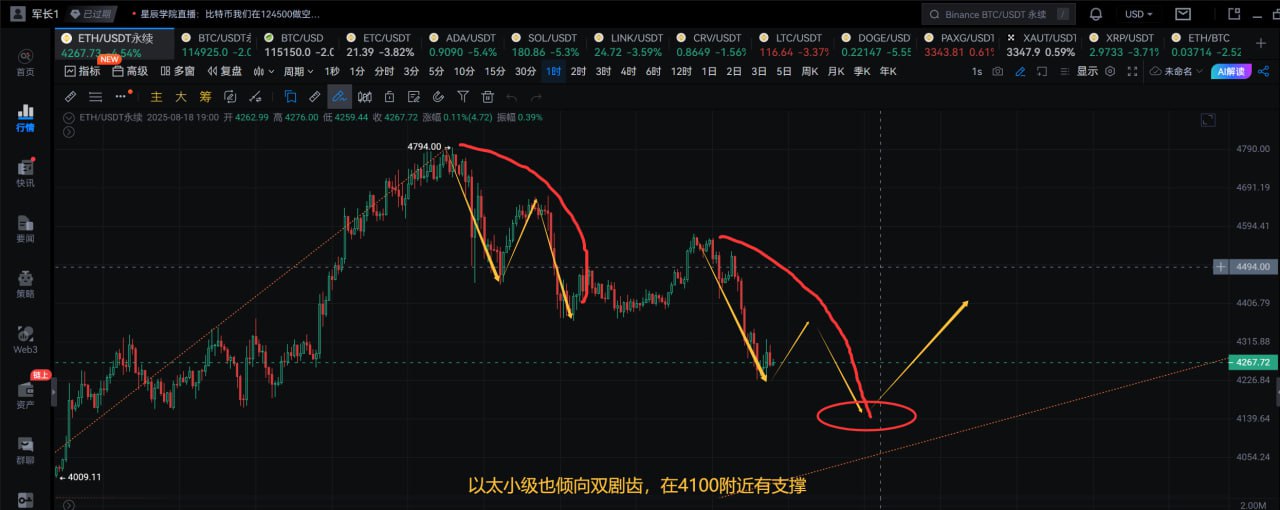 军长1 已过期 星辰学院直播：比特币我们在124500做空... Binance BTC/USDT 永续 / USD
ETH/USDT永续 BTC/USDT永 BTC/USD ETC/USDT ADA/USDT SOL/USDT LINK/USDT CRV/USDT LTC/USDT DOGE/USD PAXG/USDT XAUT/USD XRP/USDT ETH/BTC
4267.73 -4.54% 114925.0 -2.0 115150.0 -2.0 21.39 -3.82% 0.9090 -5.4% 180.86 -5.3% 24.72 -3.59% 0.8649 -1.56% 116.64 -3.37% 0.22147 -5.5 3343.81 0.61% 3347.9 0.59% 2.9733 -3.71% 0.03714 -2.52
NEW
指标 高级 多窗 复盘 周期 1秒 1分 分时 3分 5分 10分 15分 30分 1时 2时 3时 4时 6时 12时 1日 2日 3日 5日 周K 月K 季K 年K 1s 显示 未命名 AI解读
主 大 筹
ETH/USDT永续 2025-08-18 19:00 开 4262.99 高 4276.00 低 4259.44 收 4267.72 涨幅 0.11%(4.72) 振幅 0.39%
首页
行情
快讯
要闻
策略
Web3
链上
资产
群聊
4794.00
4009.11
4790.00
4691.19
4594.41
4494.00
4406.79
4315.88
4267.72
4226.84
4139.64
4054.24
2.00M
以太小级也倾向双剧齿，在4100附近有支撑